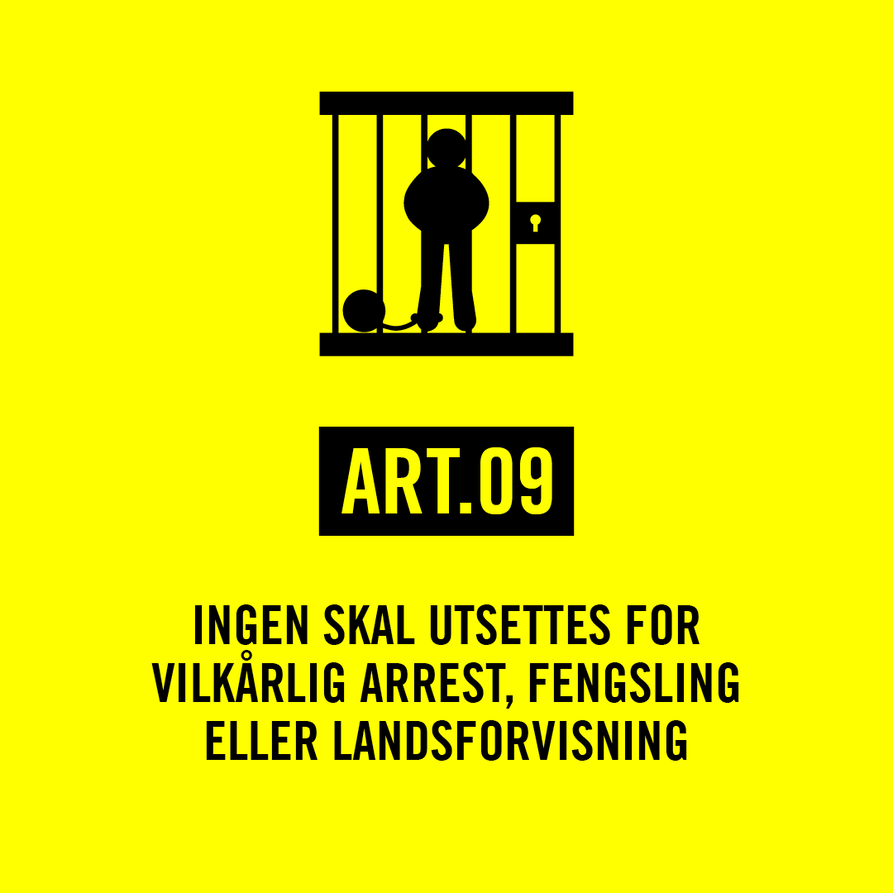 ART.09
INGEN SKAL UTSETTES FOR
VILKÅRLIG ARREST, FENGSLING
ELLER LANDSFORVISNING